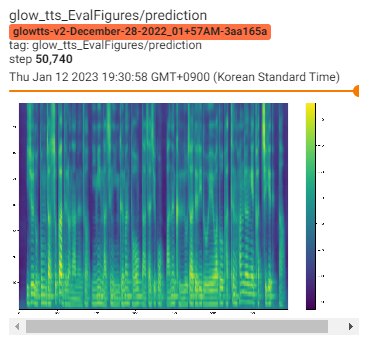 glow_tts_EvalFigures/prediction
glowtts-v2-December-28-2022_01+57AM-3aa165a
tag: glow_tts_EvalFigures/prediction
step 50,740
Thu Jan 12 2023 19:30:58 GMT+0900 (Korean Standard Time)